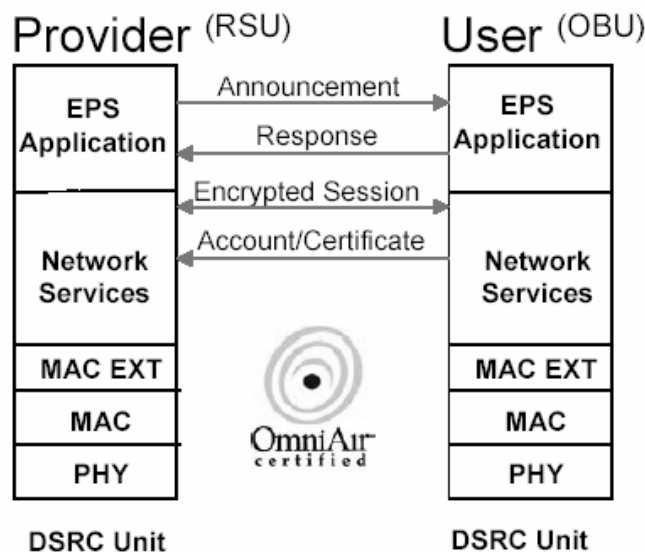 Provider (RSU)
User (OBU)
EPS
Application
Announcement
Response
EPS
Application
Encrypted Session
Account/Certificate
Network
Services
Network
Services
MAC EXT
MAC EXT
MAC
MAC
PHY
PHY
OmniAir
certified
DSRC Unit
DSRC Unit